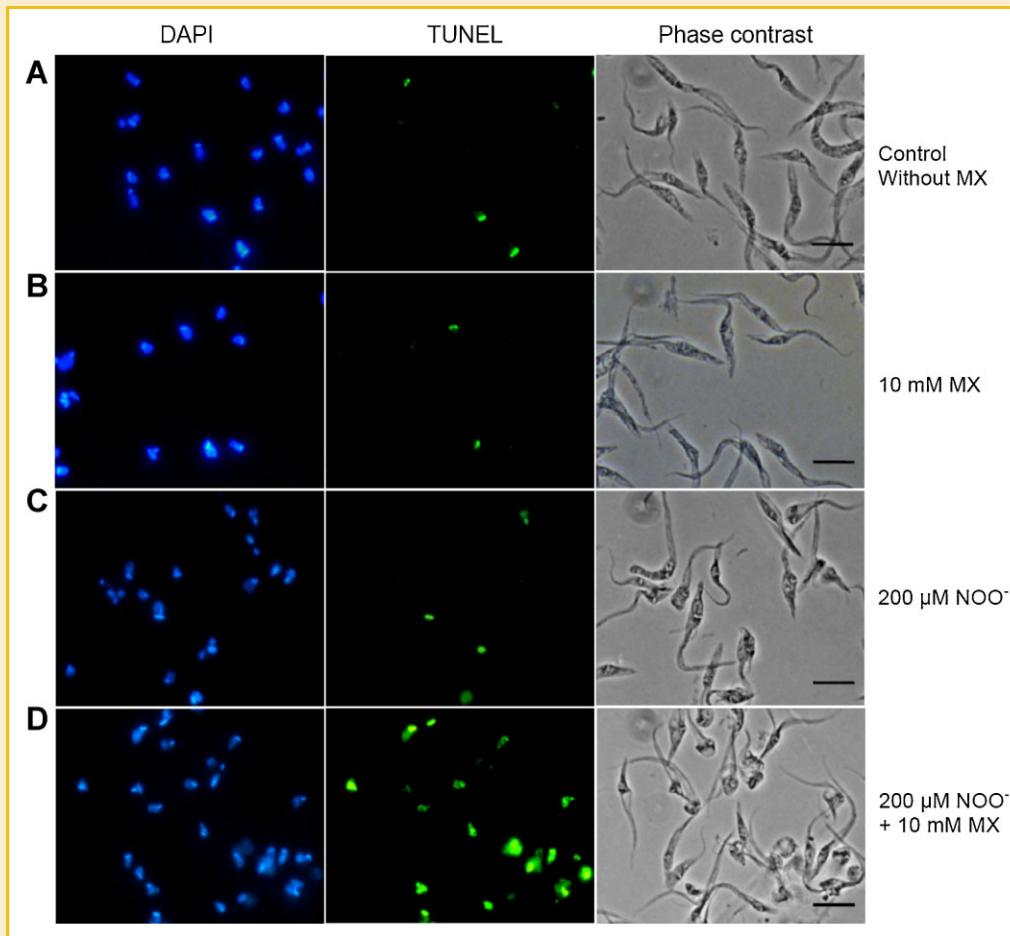 DAPI TUNEL Phase contrast
A
Control
Without MX
B
10 mM MX
C
200 µM NOO⁻
D
200 µM NOO⁻
+ 10 mM MX